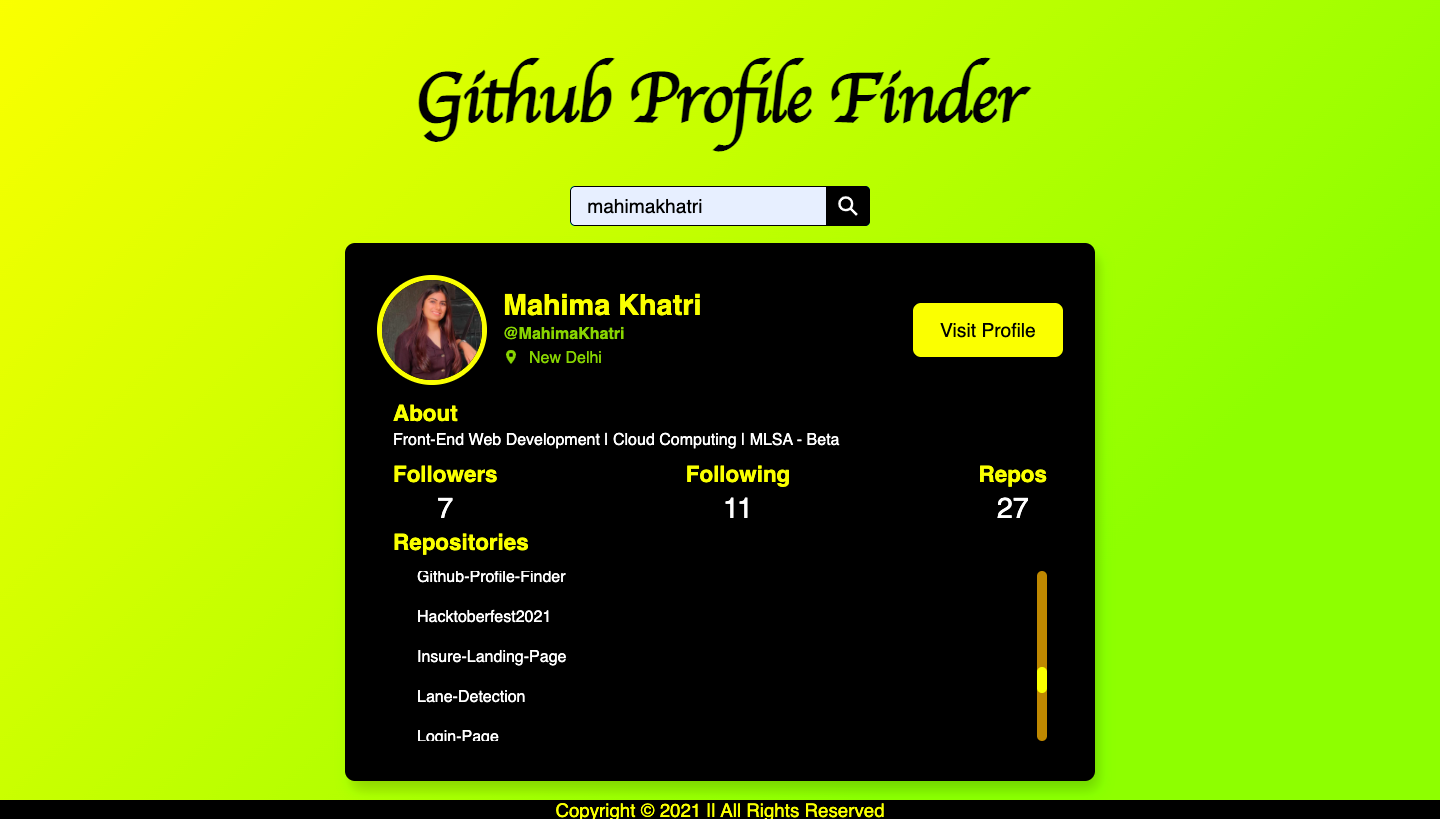 Github Profile Finder
mahimakhatri
Mahima Khatri
@MahimaKhatri
New Delhi
Visit Profile
About
Front-End Web Development | Cloud Computing | MLSA - Beta
Followers Following Repos
7 11 27
Repositories
Github-Profile-Finder
Hacktoberfest2021
Insure-Landing-Page
Lane-Detection
Login-Page
Copyright © 2021 || All Rights Reserved